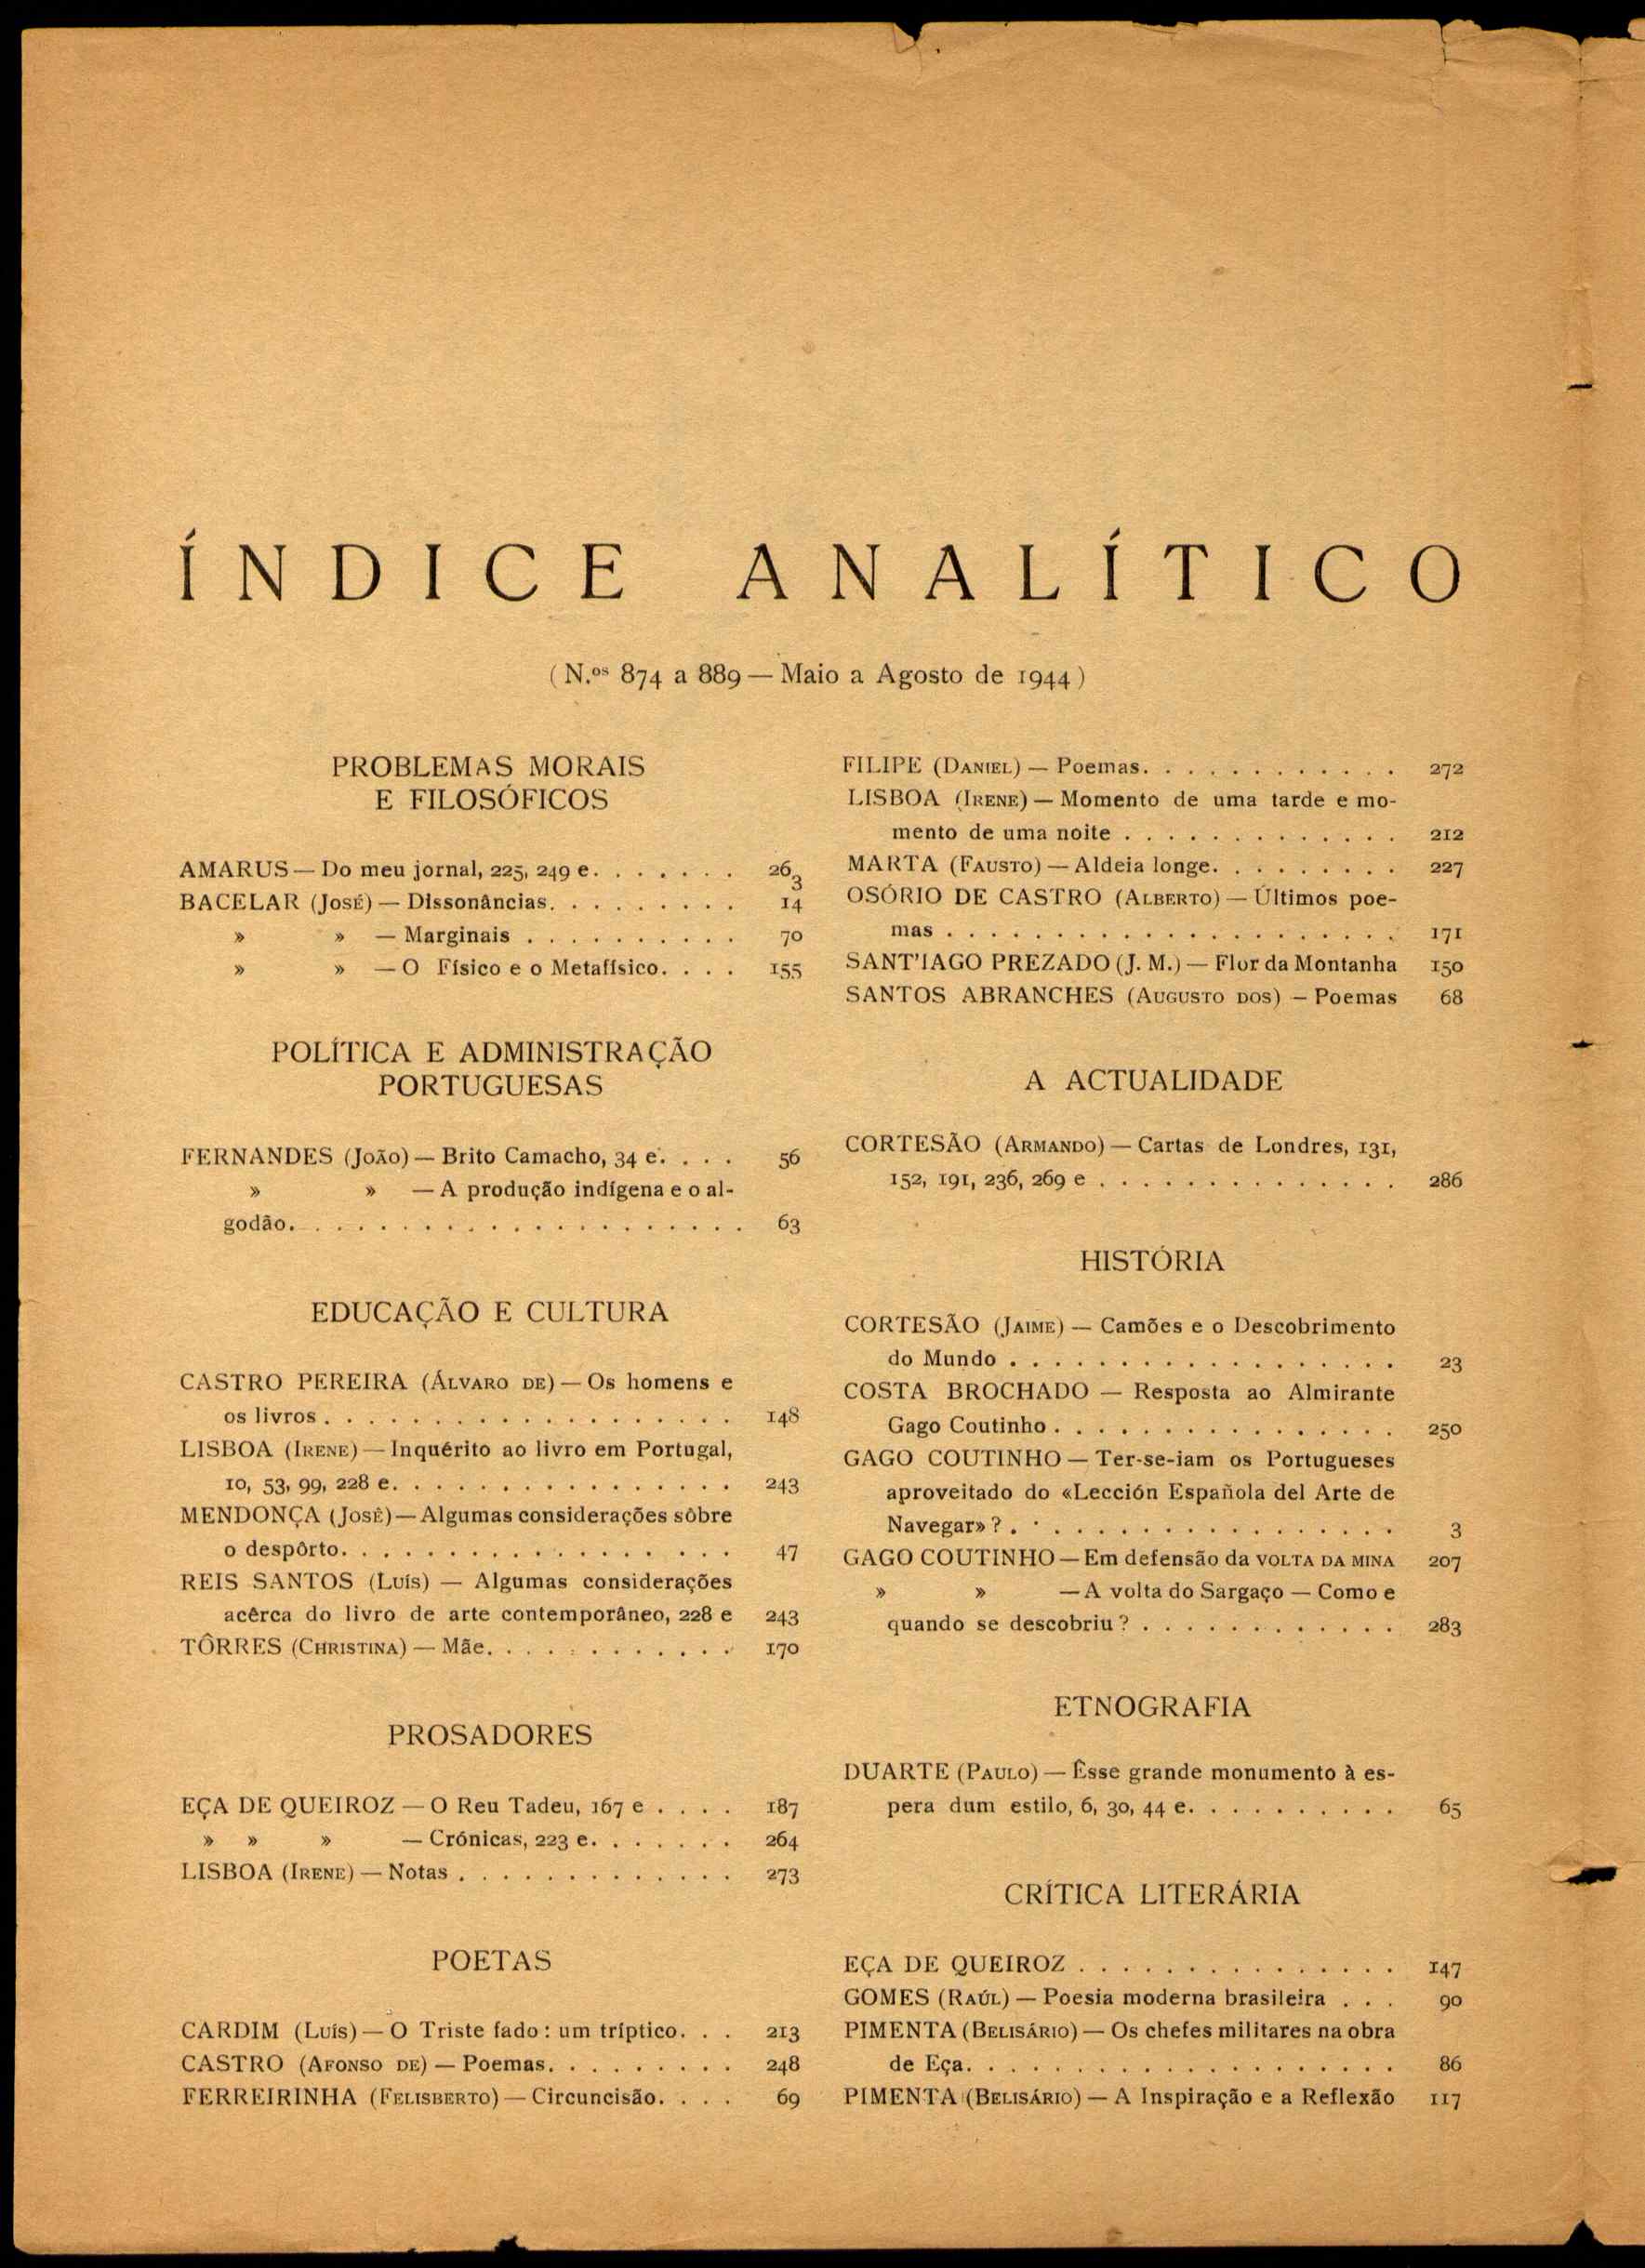 ÍNDICE ANALÍTICO
(N.os 874 a 889 — Maio a Agosto de 1944)
PROBLEMAS MORAIS
E FILOSÓFICOS
AMARUS — Do meu jornal, 225, 249 e. . . . . . . 263
BACELAR (José) — Dissonâncias. . . . . . . . . 14
» » — Marginais . . . . . . . . . . 70
» » — O Físico e o Metafísico. . . . 155
POLÍTICA E ADMINISTRAÇÃO
PORTUGUESAS
FERNANDES (João) — Brito Camacho, 34 e. . . . 56
» » — A produção indígena e o al-
godão. . . . . . . . . . . . . . . . . . . . 63
EDUCAÇÃO E CULTURA
CASTRO PEREIRA (Álvaro de) — Os homens e
os livros . . . . . . . . . . . . . . . . . . . 148
LISBOA (Irene) — Inquérito ao livro em Portugal,
10, 53, 99, 228 e. . . . . . . . . . . . . . . . 243
MENDONÇA (José) — Algumas considerações sôbre
o despôrto. . . . . . . . . . . . . . . . . . 47
REIS SANTOS (Luís) — Algumas considerações
acêrca do livro de arte contemporâneo, 228 e 243
TÔRRES (Christina) — Mãe. . . . . . . . . . . . 170
PROSADORES
EÇA DE QUEIROZ — O Reu Tadeu, 167 e . . . . 187
» » » — Crónicas, 223 e. . . . . . . 264
LISBOA (Irene) — Notas . . . . . . . . . . . . . 273
POETAS
CARDIM (Luís) — O Triste fado : um tríptico. . . 213
CASTRO (Afonso de) — Poemas. . . . . . . . . 248
FERREIRINHA (Felisberto) — Circuncisão. . . . 69
FILIPE (Daniel) — Poemas. . . . . . . . . . . . 272
LISBOA (Irene) — Momento de uma tarde e mo-
mento de uma noite . . . . . . . . . . . . . 212
MARTA (Fausto) — Aldeia longe. . . . . . . . . 227
OSÓRIO DE CASTRO (Alberto) — Últimos poe-
mas . . . . . . . . . . . . . . . . . . . . . 171
SANT'IAGO PREZADO (J. M.) — Flor da Montanha 150
SANTOS ABRANCHES (Augusto dos) – Poemas 68
A ACTUALIDADE
CORTESÃO (Armando) — Cartas de Londres, 131,
152, 191, 236, 269 e . . . . . . . . . . . . . . 286
HISTÓRIA
CORTESÃO (Jaime) — Camões e o Descobrimento
do Mundo . . . . . . . . . . . . . . . . . . 23
COSTA BROCHADO — Resposta ao Almirante
Gago Coutinho . . . . . . . . . . . . . . . . 250
GAGO COUTINHO — Ter-se-iam os Portugueses
aproveitado do «Lección Española del Arte de
Navegar» ? . . . . . . . . . . . . . . . . . . 3
GAGO COUTINHO — Em defensão da VOLTA DA MINA 207
» » — A volta do Sargaço — Como e
quando se descobriu ? . . . . . . . . . . . . 283
ETNOGRAFIA
DUARTE (Paulo) — Êsse grande monumento à es-
pera dum estilo, 6, 30, 44 e. . . . . . . . . . 65
CRÍTICA LITERÁRIA
EÇA DE QUEIROZ . . . . . . . . . . . . . . . 147
GOMES (Raúl) — Poesia moderna brasileira . . . 90
PIMENTA (Belisário) — Os chefes militares na obra
de Eça. . . . . . . . . . . . . . . . . . . . 86
PIMENTA (Belisário) — A Inspiração e a Reflexão 117